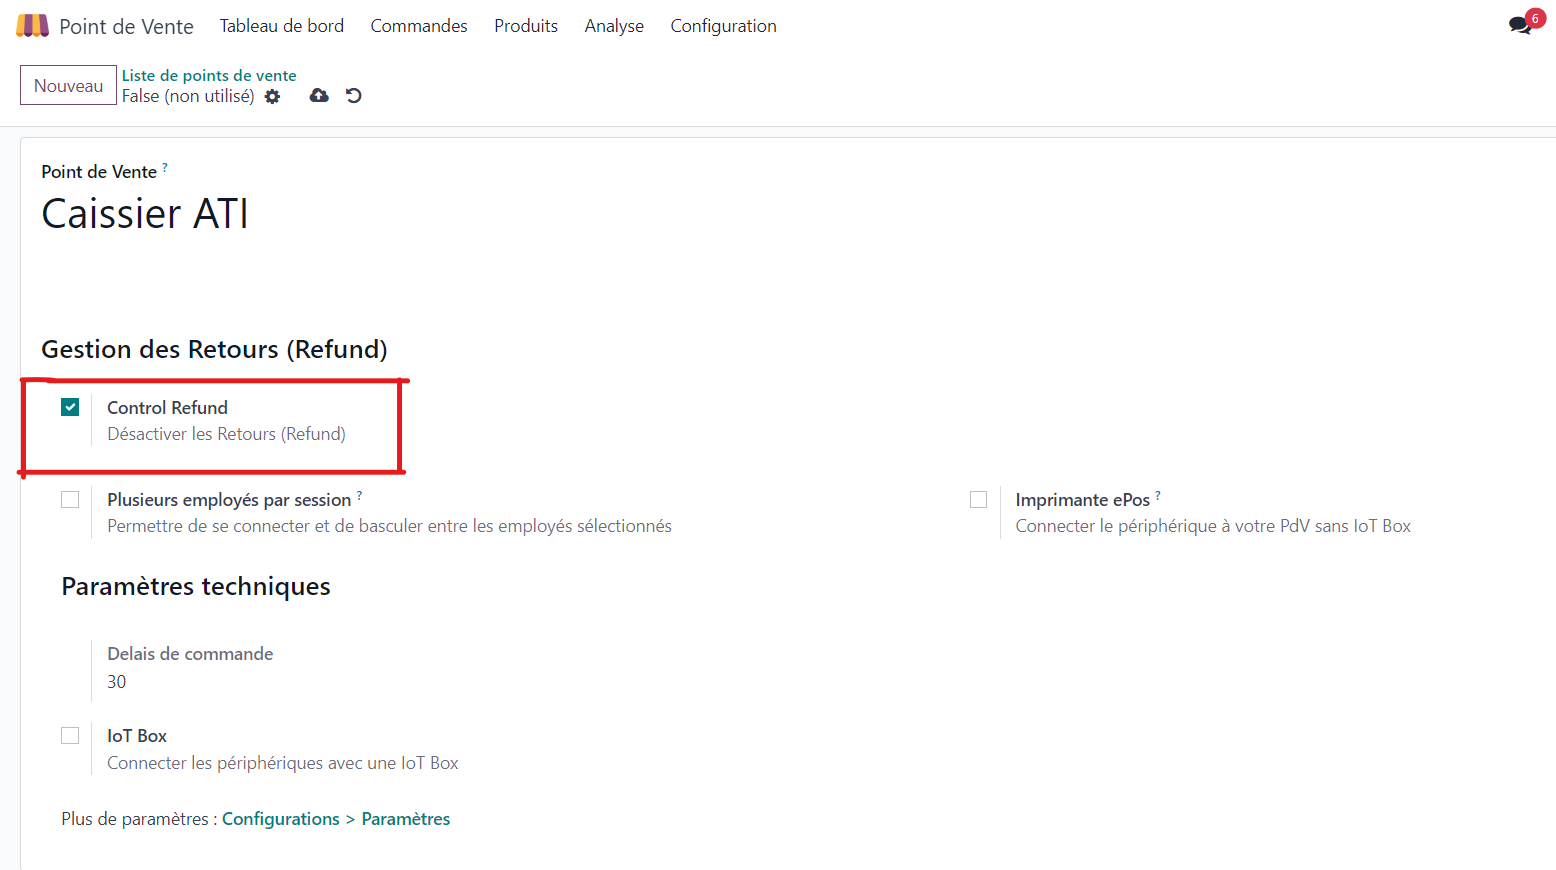 Point de Vente Tableau de bord Commandes Produits Analyse Configuration 6
Nouveau Liste de points de vente
False (non utilisé)
Point de Vente ?
Caissier ATI
Gestion des Retours (Refund)
Control Refund
Désactiver les Retours (Refund)
Plusieurs employés par session ? Imprimante ePos ?
Permettre de se connecter et de basculer entre les employés sélectionnés Connecter le périphérique à votre PdV sans IoT Box
Paramètres techniques
Delais de commande
30
IoT Box
Connecter les périphériques avec une IoT Box
Plus de paramètres : Configurations > Paramètres